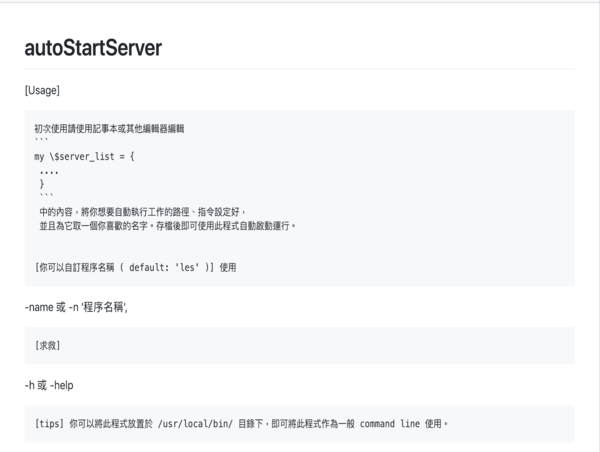 autoStartServer
[Usage]
初次使用請使用記事本或其他編輯器編輯
```
my \$server_list = {
....
}
```
中的內容，將你想要自動執行工作的路徑、指令設定好，
並且為它取一個你喜歡的名字。存檔後即可使用此程式自動啟動運行。
[你可以自訂程序名稱 ( default: 'les' )] 使用
-name 或 -n '程序名稱',
[求救]
-h 或 -help
[tips] 你可以將此程式放置於 /usr/local/bin/ 目錄下，即可將此程式作為一般 command line 使用。